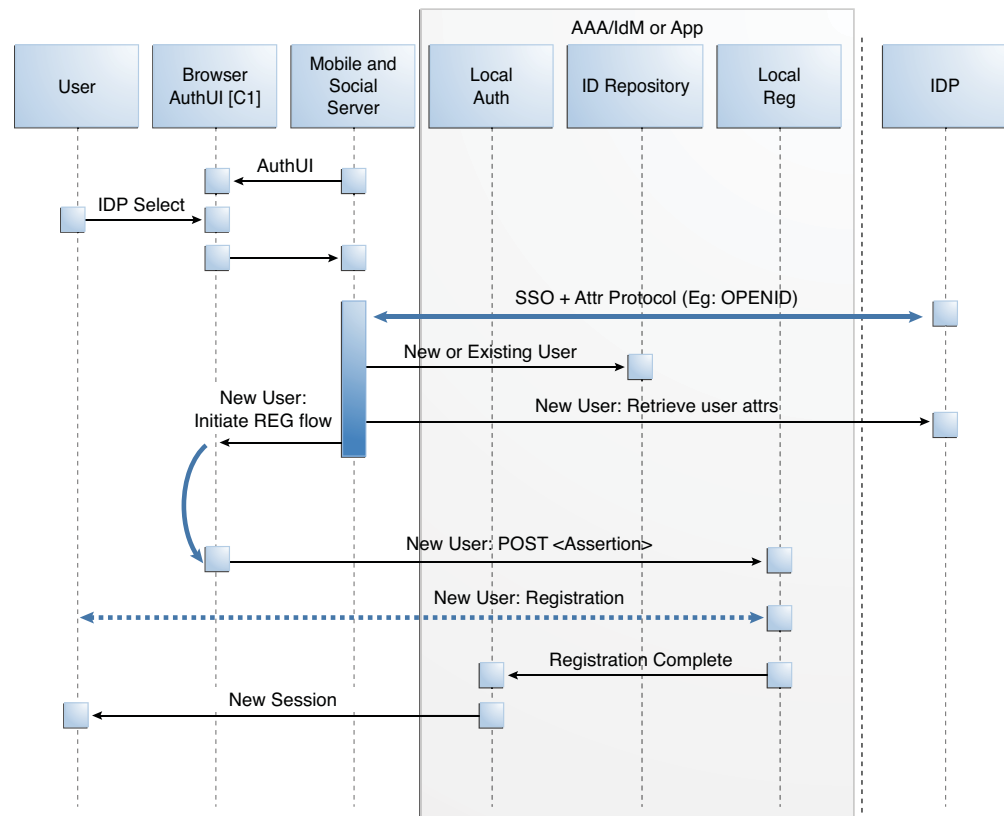 AAA/IdM or App
User
Browser
AuthUI [C1]
Mobile and
Social
Server
Local
Auth
ID Repository
Local
Reg
IDP
AuthUI
IDP Select
SSO + Attr Protocol (Eg: OPENID)
New or Existing User
New User:
Initiate REG flow
New User: Retrieve user attrs
New User: POST <Assertion>
New User: Registration
Registration Complete
New Session